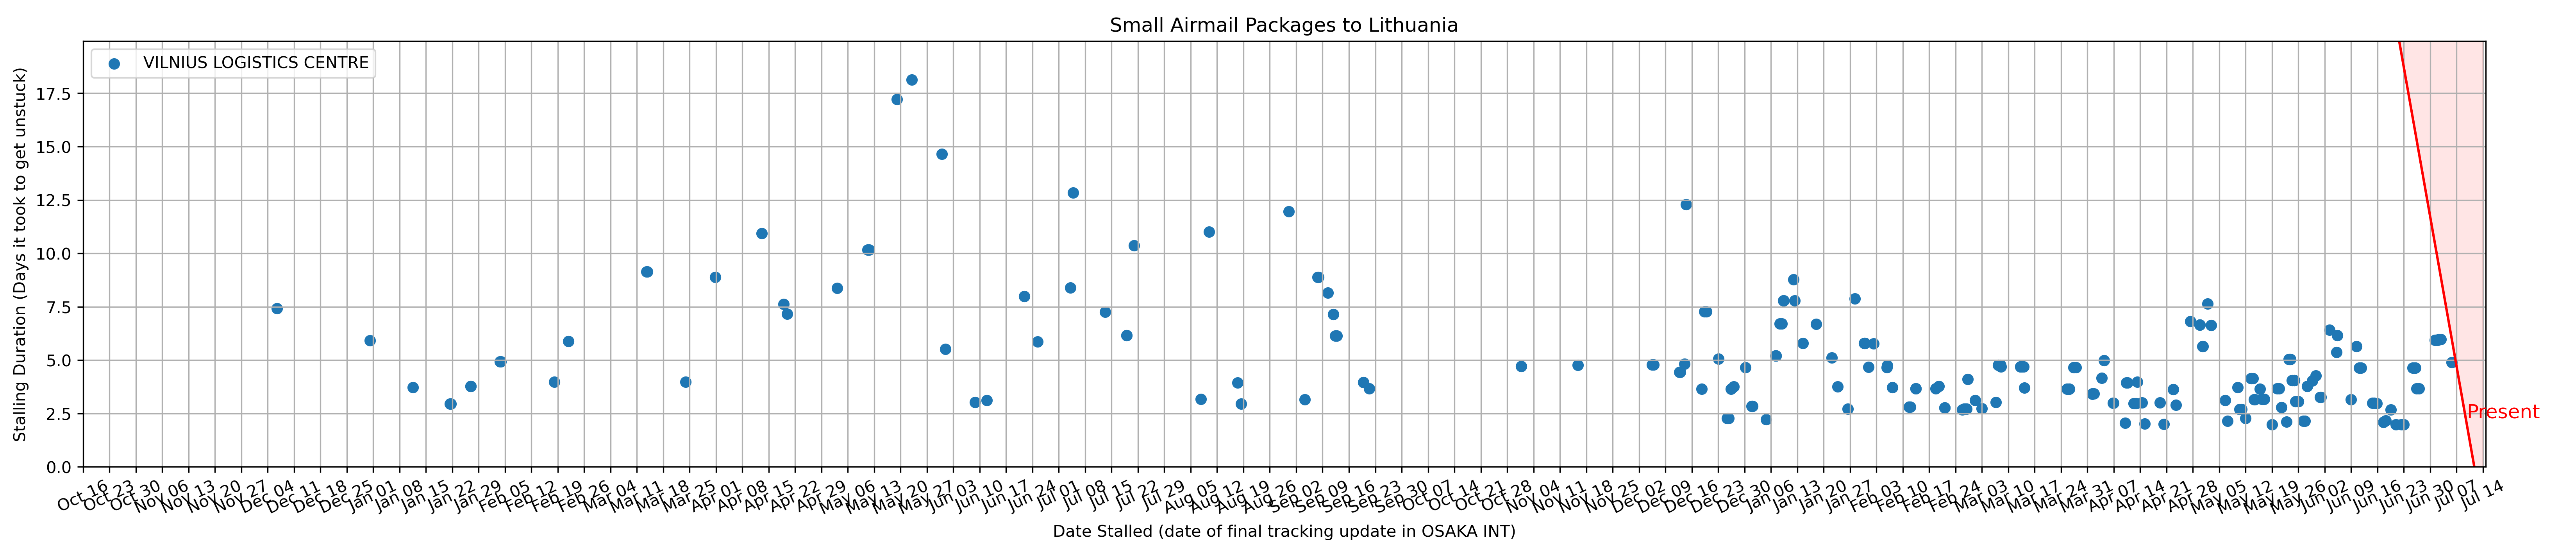 Small Airmail Packages to Lithuania
VILNIUS LOGISTICS CENTRE
Stalling Duration (Days it took to get unstuck)
17.5
15.0
12.5
10.0
7.5
5.0
2.5
0.0
Present
Oct 16 Oct 23 Oct 30 Nov 06 Nov 13 Nov 20 Nov 27 Dec 04 Dec 11 Dec 18 Dec 25 Jan 01 Jan 08 Jan 15 Jan 22 Jan 29 Feb 05 Feb 12 Feb 19 Feb 26 Mar 04 Mar 11 Mar 18 Mar 25 Apr 01 Apr 08 Apr 15 Apr 22 Apr 29 May 06 May 13 May 20 May 27 Jun 03 Jun 10 Jun 17 Jun 24 Jul 01 Jul 08 Jul 15 Jul 22 Jul 29 Aug 05 Aug 12 Aug 19 Aug 26 Sep 02 Sep 09 Sep 16 Sep 23 Sep 30 Oct 07 Oct 14 Oct 21 Oct 28 Nov 04 Nov 11 Nov 18 Nov 25 Dec 02 Dec 09 Dec 16 Dec 23 Dec 30 Jan 06 Jan 13 Jan 20 Jan 27 Feb 03 Feb 10 Feb 17 Feb 24 Mar 03 Mar 10 Mar 17 Mar 24 Mar 31 Apr 07 Apr 14 Apr 21 Apr 28 May 05 May 12 May 19 May 26 Jun 02 Jun 09 Jun 16 Jun 23 Jun 30 Jul 07 Jul 14
Date Stalled (date of final tracking update in OSAKA INT)